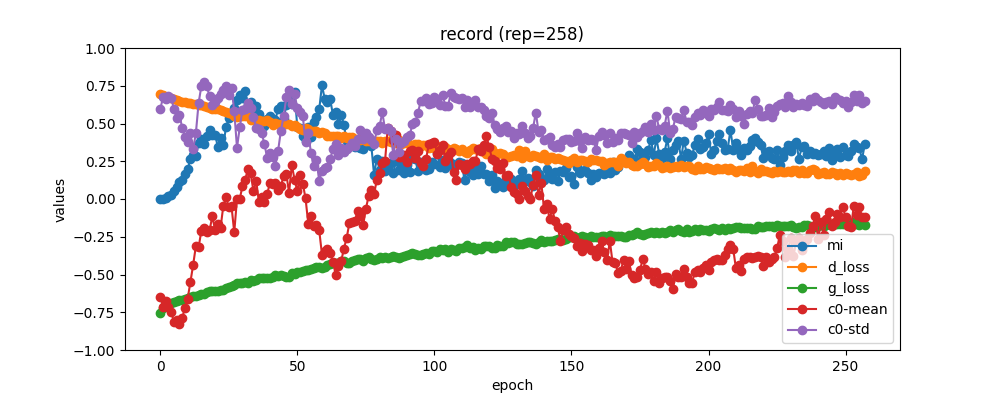 record (rep=258)
1.00
0.75
0.50
0.25
0.00
−0.25
−0.50
−0.75
−1.00
values
0
50
100
150
200
250
epoch
mi
d_loss
g_loss
c0-mean
c0-std